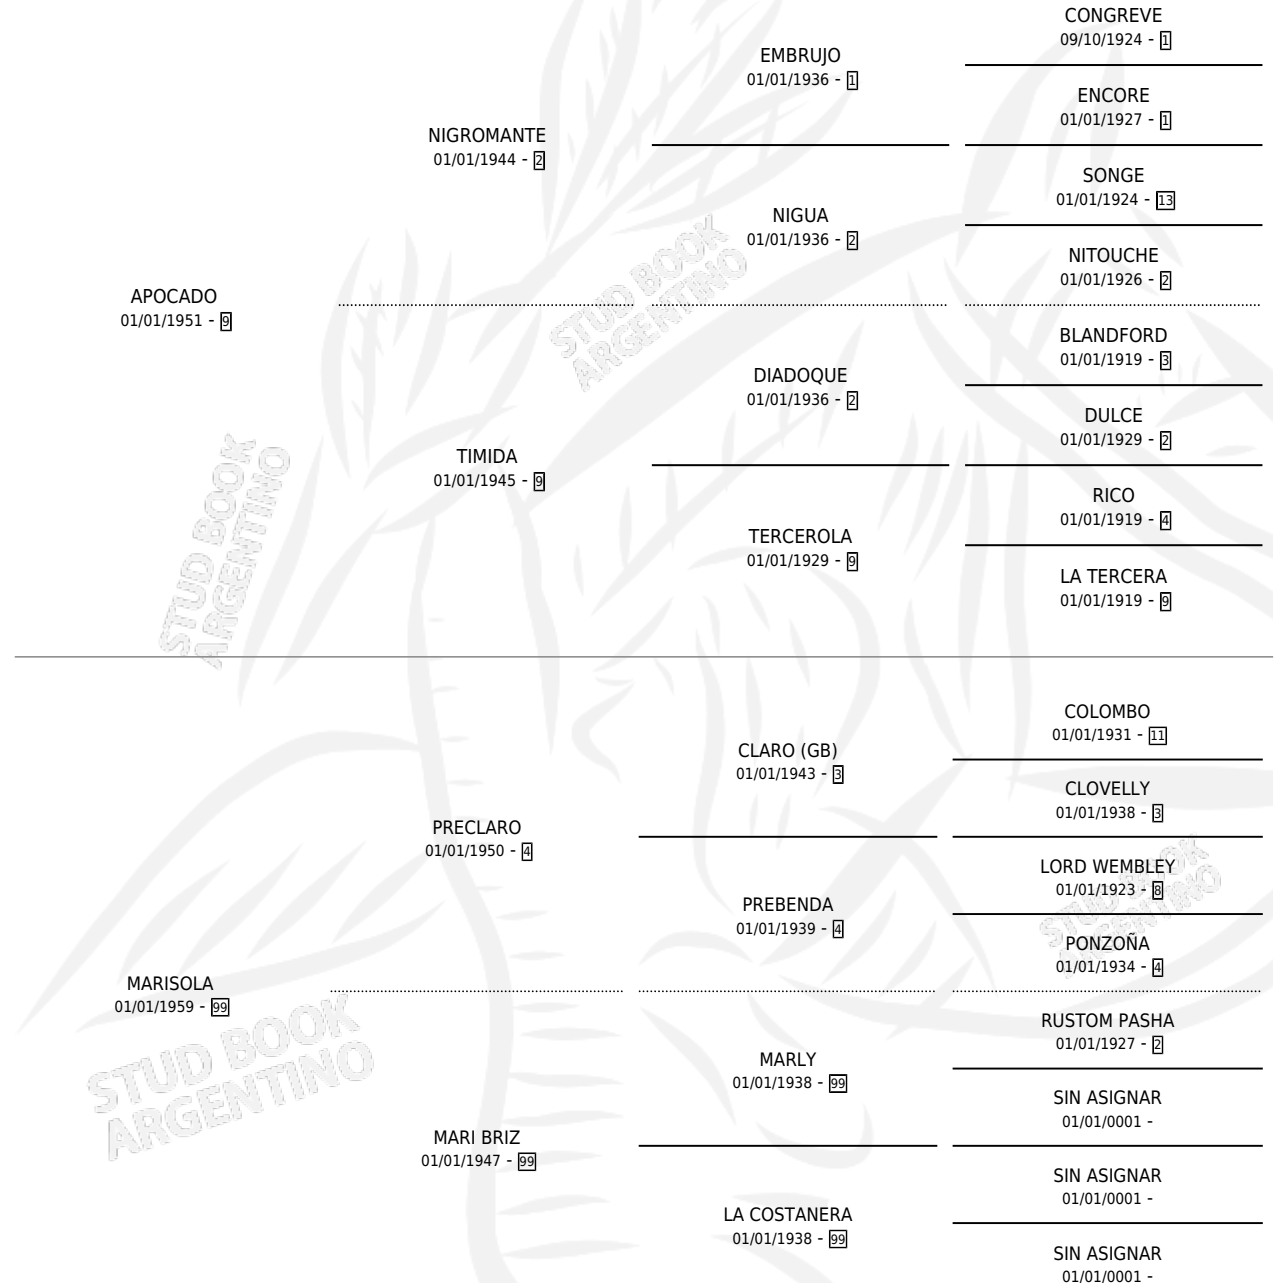 CONGREVE
09/10/1924 - 1
EMBRUJO
01/01/1936 - 1
ENCORE
01/01/1927 - 1
NIGROMANTE
01/01/1944 - 2
SONGE
01/01/1924 - 13
NIGUA
01/01/1936 - 2
NITOUCHE
01/01/1926 - 2
APOCADO
01/01/1951 - 9
BLANDFORD
01/01/1919 - 3
DIADOQUE
01/01/1936 - 2
DULCE
01/01/1929 - 2
TIMIDA
01/01/1945 - 9
RICO
01/01/1919 - 4
TERCEROLA
01/01/1929 - 9
LA TERCERA
01/01/1919 - 9
COLOMBO
01/01/1931 - 11
CLARO (GB)
01/01/1943 - 3
CLOVELLY
01/01/1938 - 3
PRECLARO
01/01/1950 - 4
LORD WEMBLEY
01/01/1923 - 8
PREBENDA
01/01/1939 - 4
PONZOÑA
01/01/1934 - 4
MARISOLA
01/01/1959 - 99
RUSTOM PASHA
01/01/1927 - 2
MARLY
01/01/1938 - 99
SIN ASIGNAR
01/01/0001 -
MARI BRIZ
01/01/1947 - 99
SIN ASIGNAR
01/01/0001 -
LA COSTANERA
01/01/1938 - 99
SIN ASIGNAR
01/01/0001 -
STUD BOOK
ARGENTINO
STUD BOOK
ARGENTINO
STUD BOOK
ARGENTINO
STUD BOOK
ARGENTINO